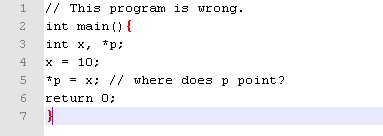 1 // This program is wrong.
2 int main(){
3 int x, *p;
4 x = 10;
5 *p = x; // where does p point?
6 return 0;
7 }